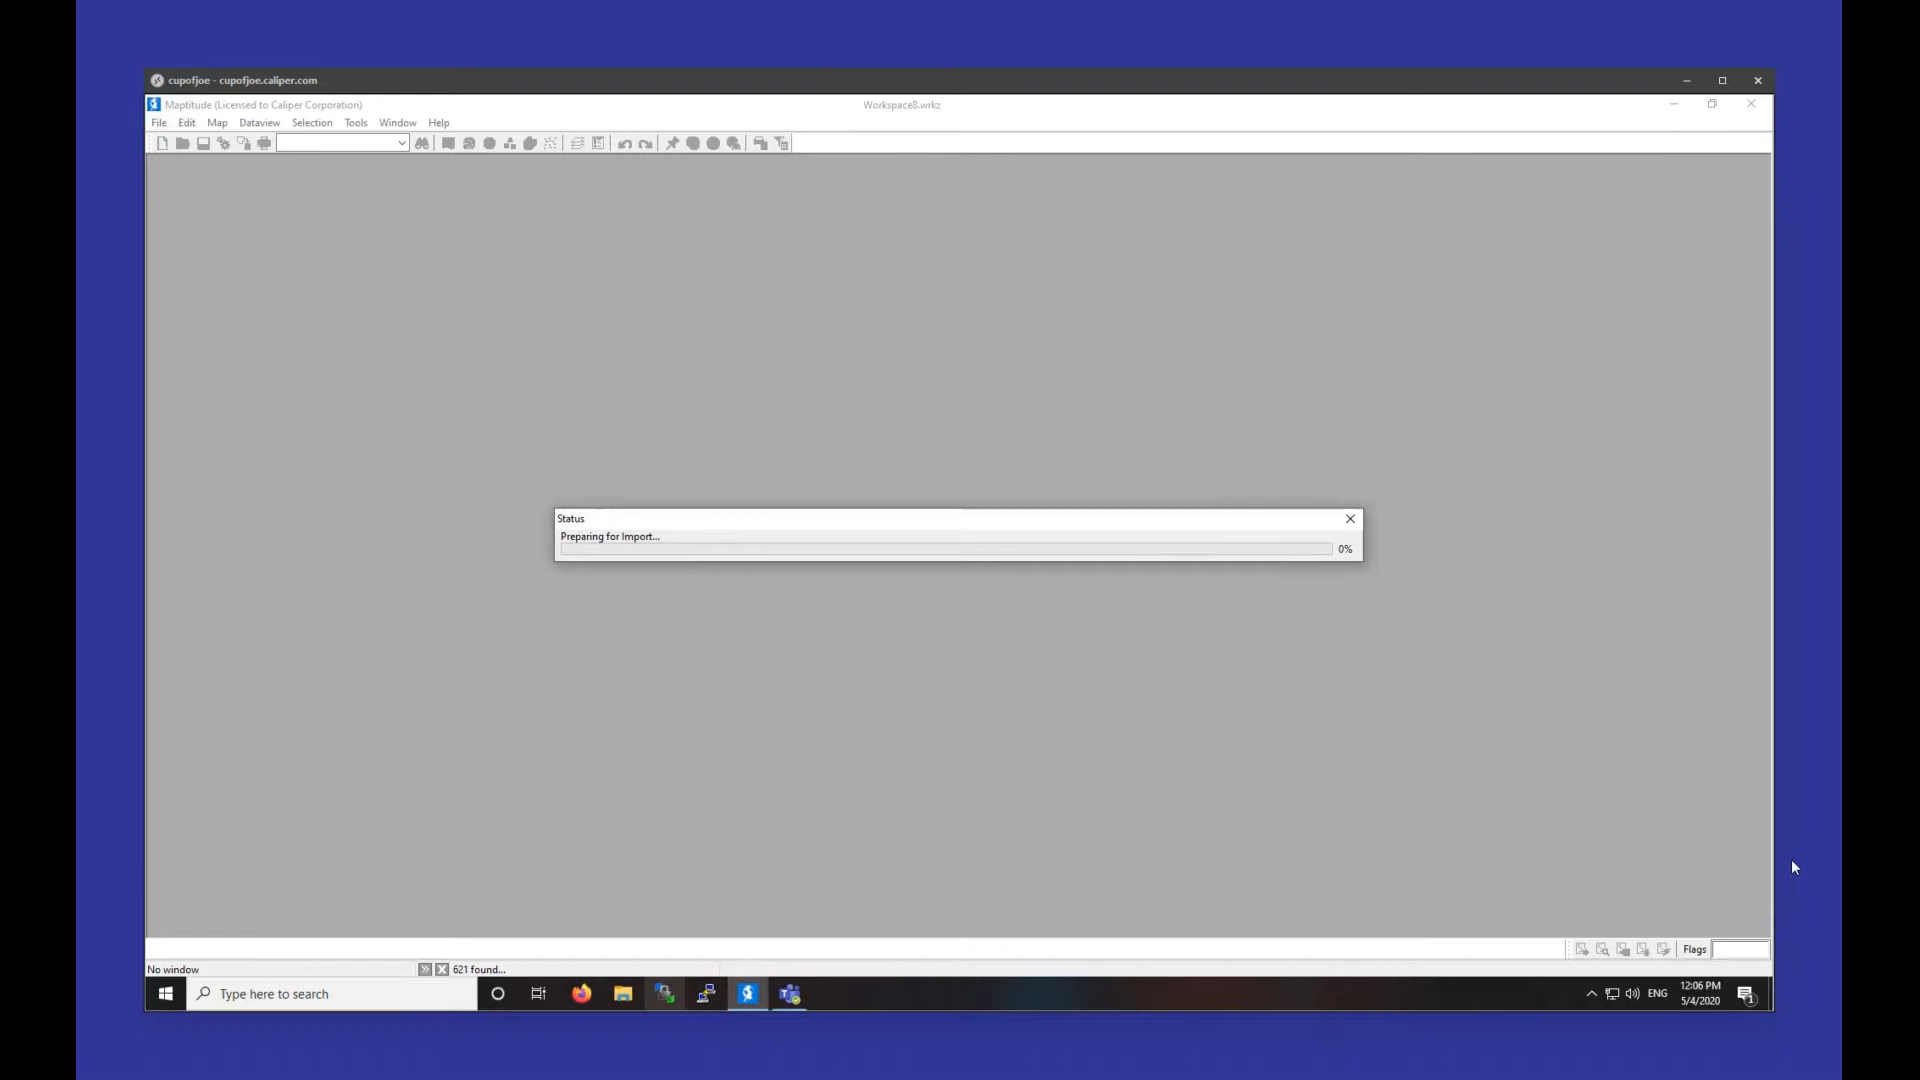 cupofjoe - cupofjoe.caliper.com
Maptitude (Licensed to Caliper Corporation) Workspace8.wrkz
File Edit Map Dataview Selection Tools Window Help
Status
Preparing for Import...
0%
Flags
No window 621 found...
Type here to search ENG 12:06 PM
5/4/2020 1